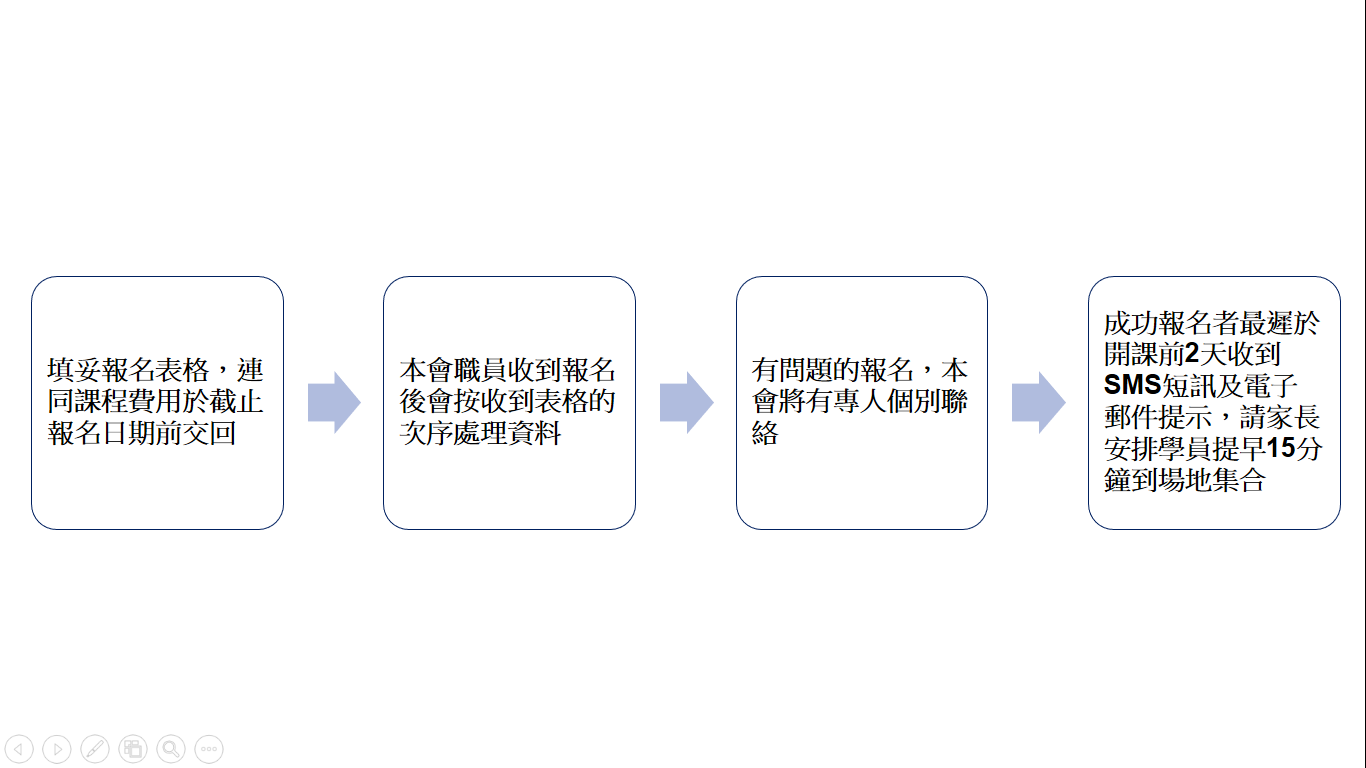 填妥報名表格，連
同課程費用於截止
報名日期前交回
本會職員收到報名
後會按收到表格的
次序處理資料
有問題的報名，本
會將有專人個別聯
絡
成功報名者最遲於
開課前2天收到
SMS短訊及電子
郵件提示，請家長
安排學員提早15分
鐘到場地集合